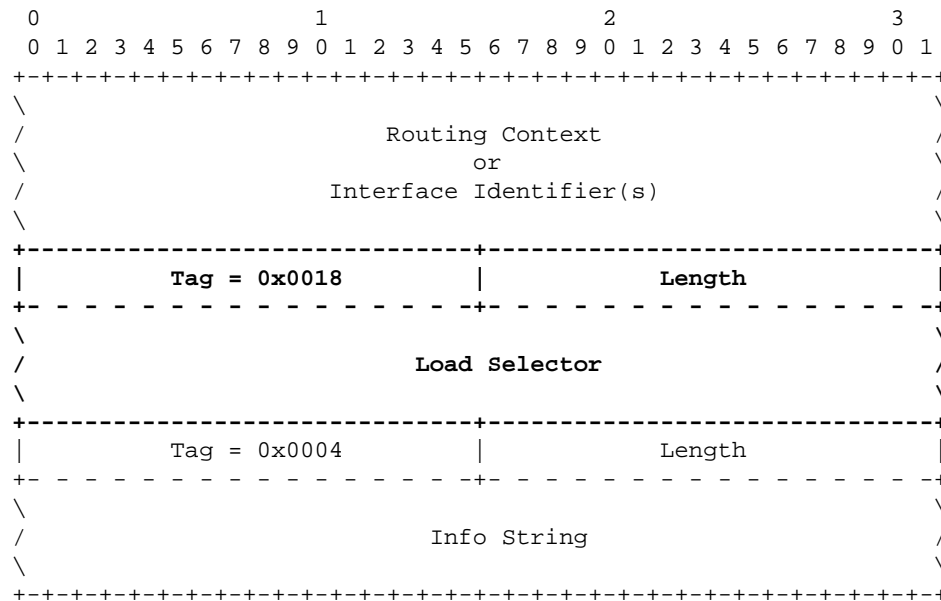 0                   1                   2                   3
0 1 2 3 4 5 6 7 8 9 0 1 2 3 4 5 6 7 8 9 0 1 2 3 4 5 6 7 8 9 0 1
+-+-+-+-+-+-+-+-+-+-+-+-+-+-+-+-+-+-+-+-+-+-+-+-+-+-+-+-+-+-+-+-+
\                                                               \
/                         Routing Context                       /
\                               or                              \
/                     Interface Identifier(s)                   /
\                                                               \
+-------------------------------+-------------------------------+
|          Tag = 0x0018         |            Length             |
+- - - - - - - - - - - - - - - -+- - - - - - - - - - - - - - - -+
\                                                               \
/                           Load Selector                       /
\                                                               \
+-------------------------------+-------------------------------+
|          Tag = 0x0004         |            Length             |
+- - - - - - - - - - - - - - - -+- - - - - - - - - - - - - - - -+
\                                                               \
/                            Info String                        /
\                                                               \
+-+-+-+-+-+-+-+-+-+-+-+-+-+-+-+-+-+-+-+-+-+-+-+-+-+-+-+-+-+-+-+-+